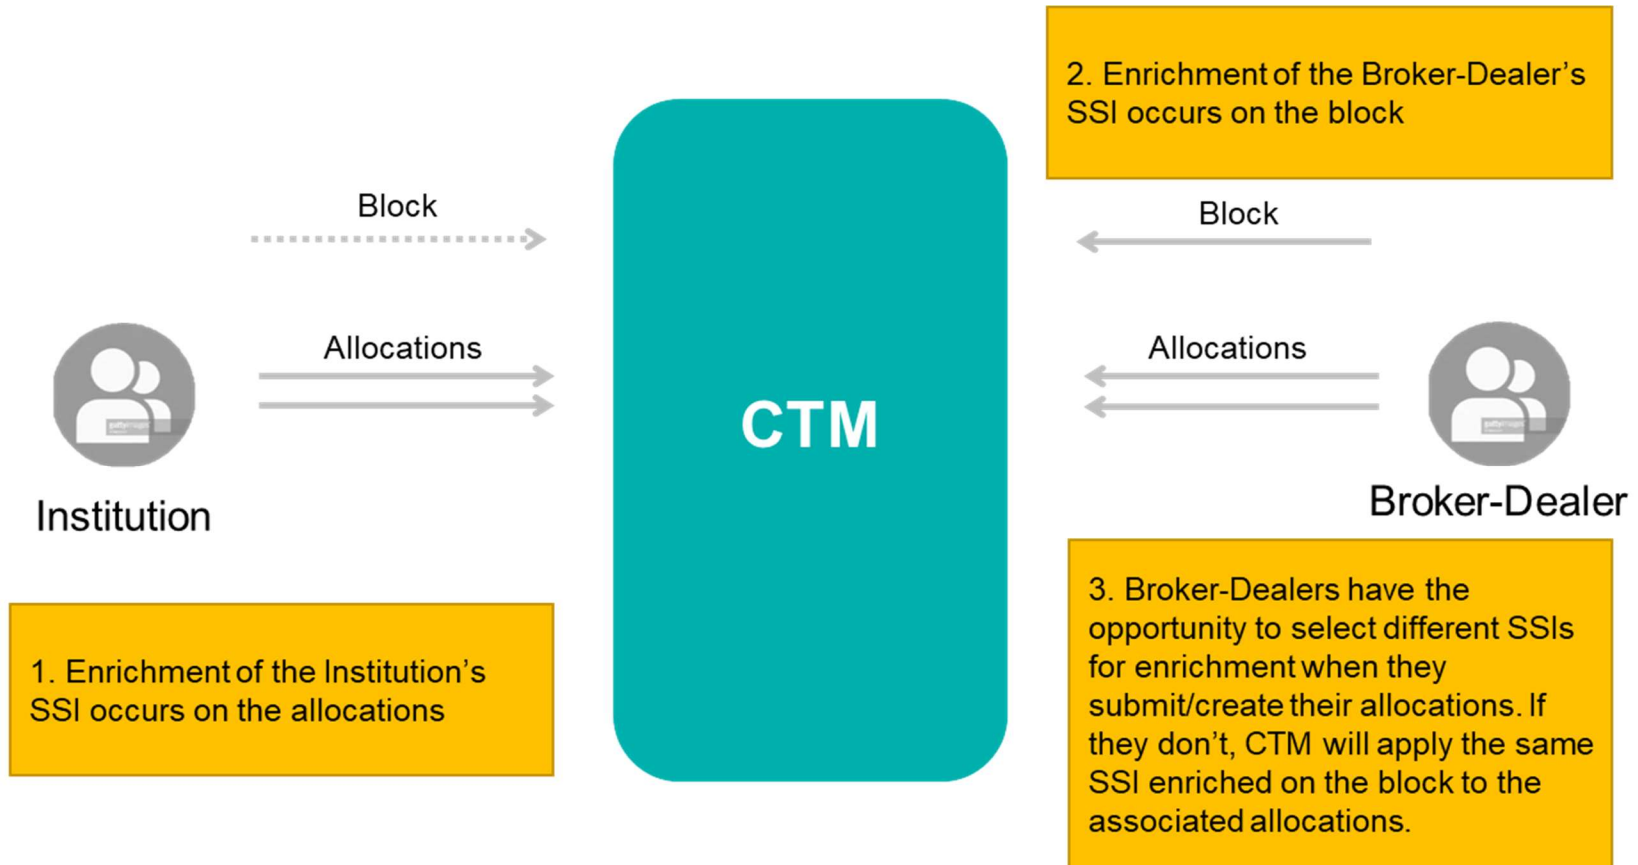 2. Enrichment of the Broker-Dealer’s
SSI occurs on the block
Block
Block
Allocations
Allocations
CTM
gettyimages
gettyimages
Institution
Broker-Dealer
1. Enrichment of the Institution’s
SSI occurs on the allocations
3. Broker-Dealers have the
opportunity to select different SSIs
for enrichment when they
submit/create their allocations. If
they don’t, CTM will apply the same
SSI enriched on the block to the
associated allocations.